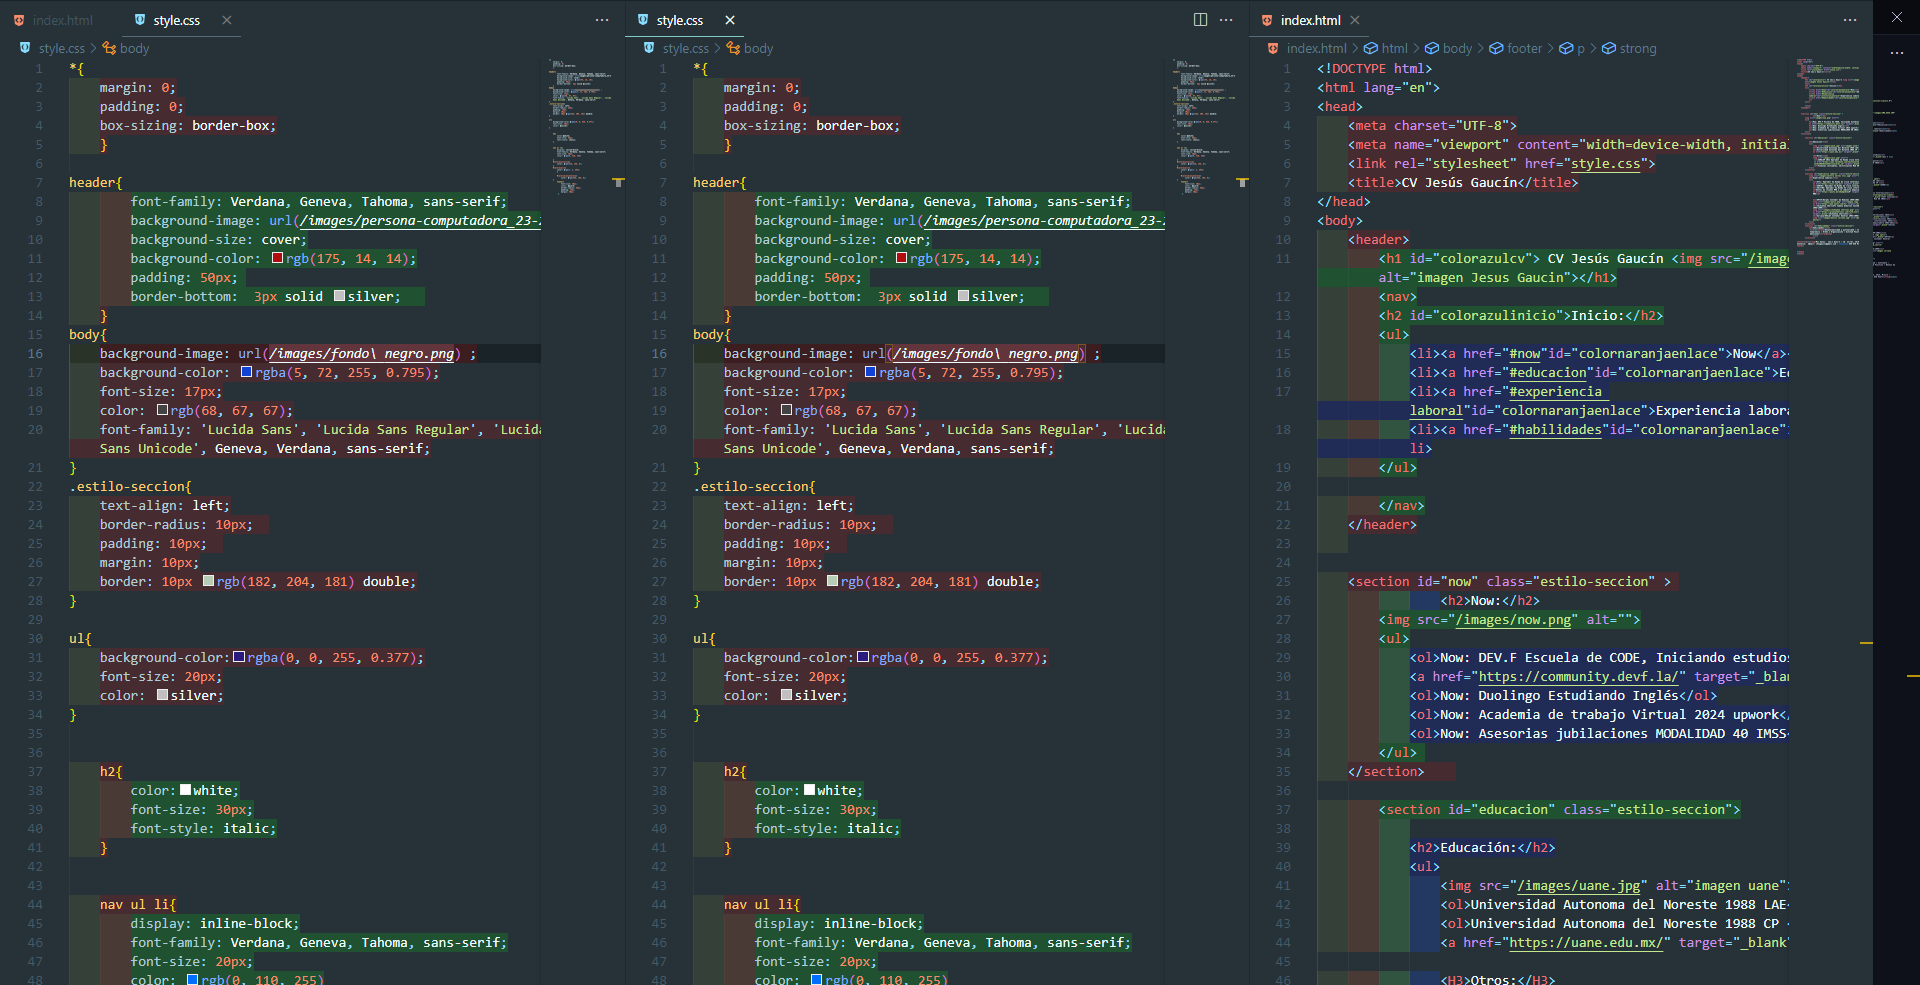 index.html
style.css
style.css > body
1 *{
2 margin: 0;
3 padding: 0;
4 box-sizing: border-box;
5 }
6
7 header{
8 font-family: Verdana, Geneva, Tahoma, sans-serif;
9 background-image: url(/images/persona-computadora_23-
10 background-size: cover;
11 background-color: rgb(175, 14, 14);
12 padding: 50px;
13 border-bottom: 3px solid silver;
14 }
15 body{
16 background-image: url(/images/fondo\ negro.png) ;
17 background-color: rgba(5, 72, 255, 0.795);
18 font-size: 17px;
19 color: rgb(68, 67, 67);
20 font-family: 'Lucida Sans', 'Lucida Sans Regular', 'Lucida
Sans Unicode', Geneva, Verdana, sans-serif;
21 }
22 .estilo-seccion{
23 text-align: left;
24 border-radius: 10px;
25 padding: 10px;
26 margin: 10px;
27 border: 10px rgb(182, 204, 181) double;
28 }
29
30 ul{
31 background-color: rgba(0, 0, 255, 0.377);
32 font-size: 20px;
33 color: silver;
34 }
35
36
37 h2{
38 color: white;
39 font-size: 30px;
40 font-style: italic;
41 }
42
43
44 nav ul li{
45 display: inline-block;
46 font-family: Verdana, Geneva, Tahoma, sans-serif;
47 font-size: 20px;
48 color: rgb(0, 110, 255)
style.css
style.css > body
1 *{
2 margin: 0;
3 padding: 0;
4 box-sizing: border-box;
5 }
6
7 header{
8 font-family: Verdana, Geneva, Tahoma, sans-serif;
9 background-image: url(/images/persona-computadora_23-
10 background-size: cover;
11 background-color: rgb(175, 14, 14);
12 padding: 50px;
13 border-bottom: 3px solid silver;
14 }
15 body{
16 background-image: url(/images/fondo\ negro.png) ;
17 background-color: rgba(5, 72, 255, 0.795);
18 font-size: 17px;
19 color: rgb(68, 67, 67);
20 font-family: 'Lucida Sans', 'Lucida Sans Regular', 'Lucida
Sans Unicode', Geneva, Verdana, sans-serif;
21 }
22 .estilo-seccion{
23 text-align: left;
24 border-radius: 10px;
25 padding: 10px;
26 margin: 10px;
27 border: 10px rgb(182, 204, 181) double;
28 }
29
30 ul{
31 background-color: rgba(0, 0, 255, 0.377);
32 font-size: 20px;
33 color: silver;
34 }
35
36
37 h2{
38 color: white;
39 font-size: 30px;
40 font-style: italic;
41 }
42
43
44 nav ul li{
45 display: inline-block;
46 font-family: Verdana, Geneva, Tahoma, sans-serif;
47 font-size: 20px;
48 color: rgb(0, 110, 255)
index.html
index.html > html > body > footer > p > strong
1 <!DOCTYPE html>
2 <html lang="en">
3 <head>
4 <meta charset="UTF-8">
5 <meta name="viewport" content="width=device-width, initial
6 <link rel="stylesheet" href="style.css">
7 <title>CV Jesús Gaucín</title>
8 </head>
9 <body>
10 <header>
11 <h1 id="colorazulcv"> CV Jesús Gaucín <img src="/image
alt="imagen Jesus Gaucin"></h1>
12 <nav>
13 <h2 id="colorazulinicio">Inicio:</h2>
14 <ul>
15 <li><a href="#now"id="colornaranjaenlace">Now</a>
16 <li><a href="#educacion"id="colornaranjaenlace">E
17 <li><a href="#experiencia
laboral"id="colornaranjaenlace">Experiencia labora
18 <li><a href="#habilidades"id="colornaranjaenlace"
li>
19 </ul>
20
21 </nav>
22 </header>
23
24
25 <section id="now" class="estilo-seccion" >
26 <h2>Now:</h2>
27 <img src="/images/now.png" alt="">
28 <ul>
29 <ol>Now: DEV.F Escuela de CODE, Iniciando estudios
30 <a href="https://community.devf.la/" target="_blan
31 <ol>Now: Duolingo Estudiando Inglés</ol>
32 <ol>Now: Academia de trabajo Virtual 2024 upwork</
33 <ol>Now: Asesorias jubilaciones MODALIDAD 40 IMSS<
34 </ul>
35 </section>
36
37 <section id="educacion" class="estilo-seccion">
38
39 <h2>Educación:</h2>
40 <ul>
41 <img src="/images/uane.jpg" alt="imagen uane"
42 <ol>Universidad Autonoma del Noreste 1988 LAE<
43 <ol>Universidad Autonoma del Noreste 1988 CP <
44 <a href="https://uane.edu.mx/" target="_blank"
45
46 <H3>Otros:</H3>